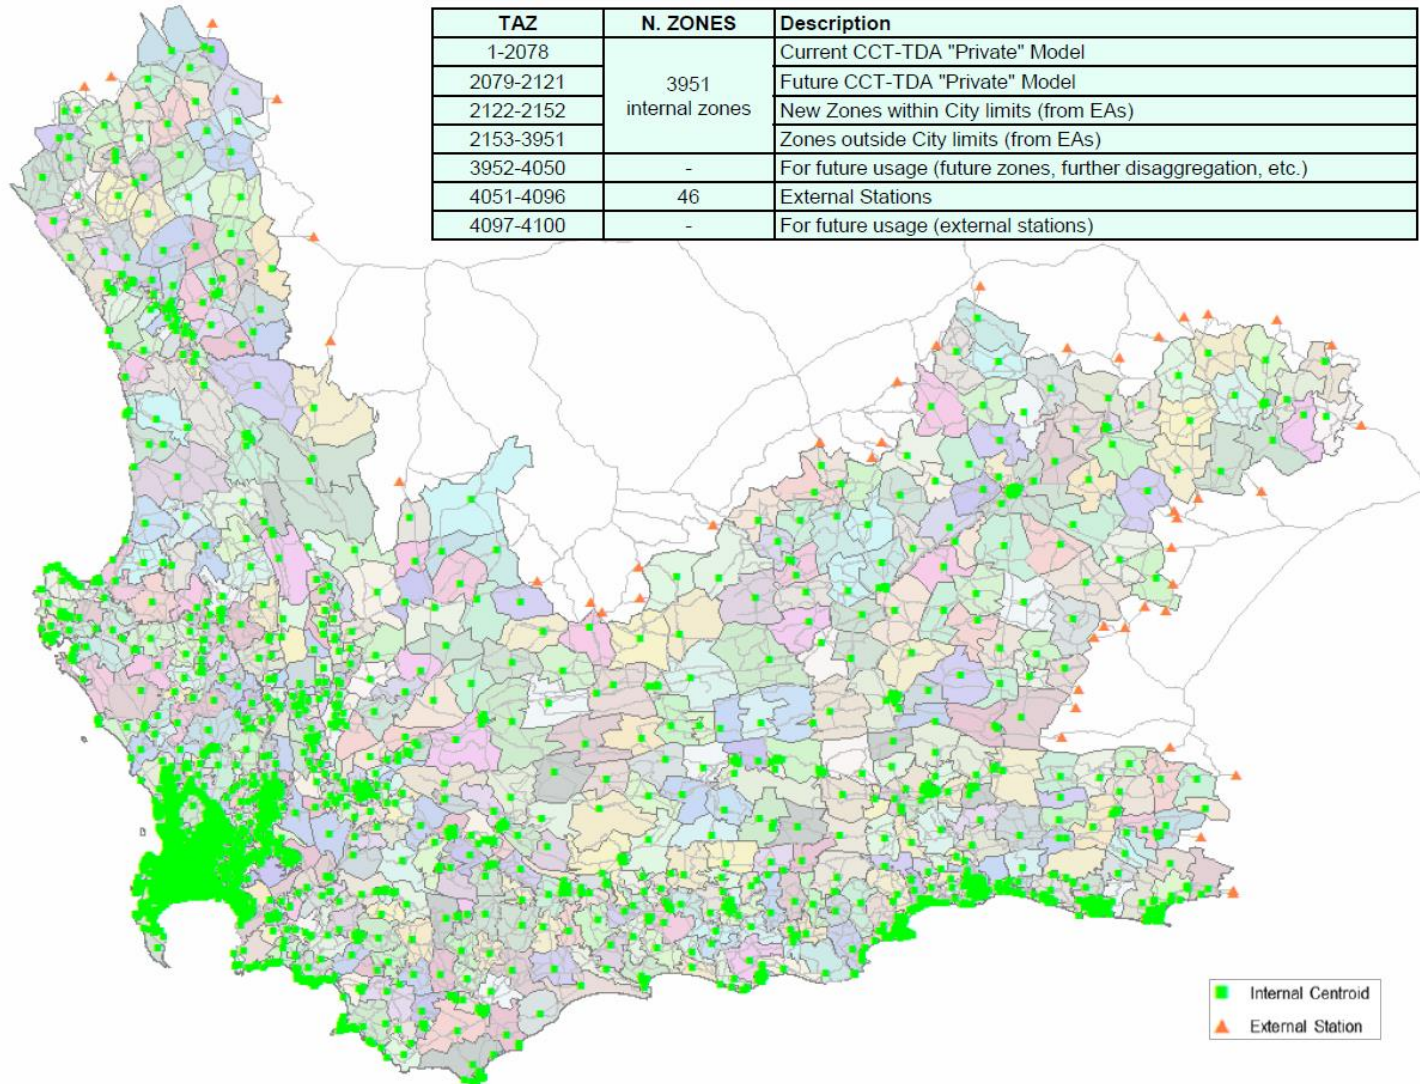 TAZ N. ZONES Description
1-2078 Current CCT-TDA "Private" Model
2079-2121 3951 internal zones Future CCT-TDA "Private" Model
2122-2152 New Zones within City limits (from EAs)
2153-3951 Zones outside City limits (from EAs)
3952-4050 - For future usage (future zones, further disaggregation, etc.)
4051-4096 46 External Stations
4097-4100 - For future usage (external stations)
Internal Centroid
External Station